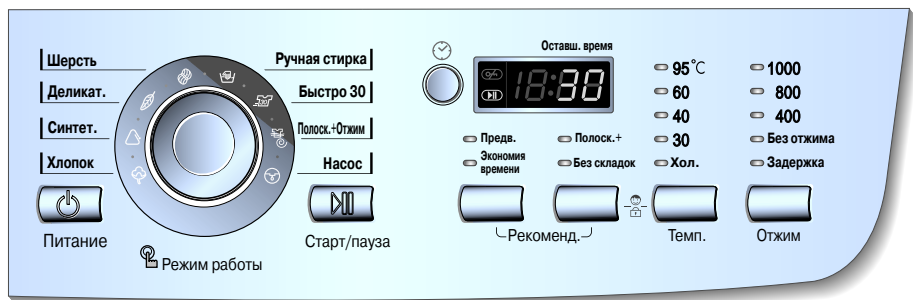 Шерсть
Деликат.
Синтет.
Хлопок
Питание
Режим работы
30
Ручная стирка
Быстро 30
Полоск.+Отжим
Насос
Старт/пауза
Оставш. время
18:30
Предв.
Экономия
времени
Полоск.+
Без складок
Рекоменд.
95°C
60
40
30
Хол.
Темп.
1000
800
400
Без отжима
Задержка
Отжим